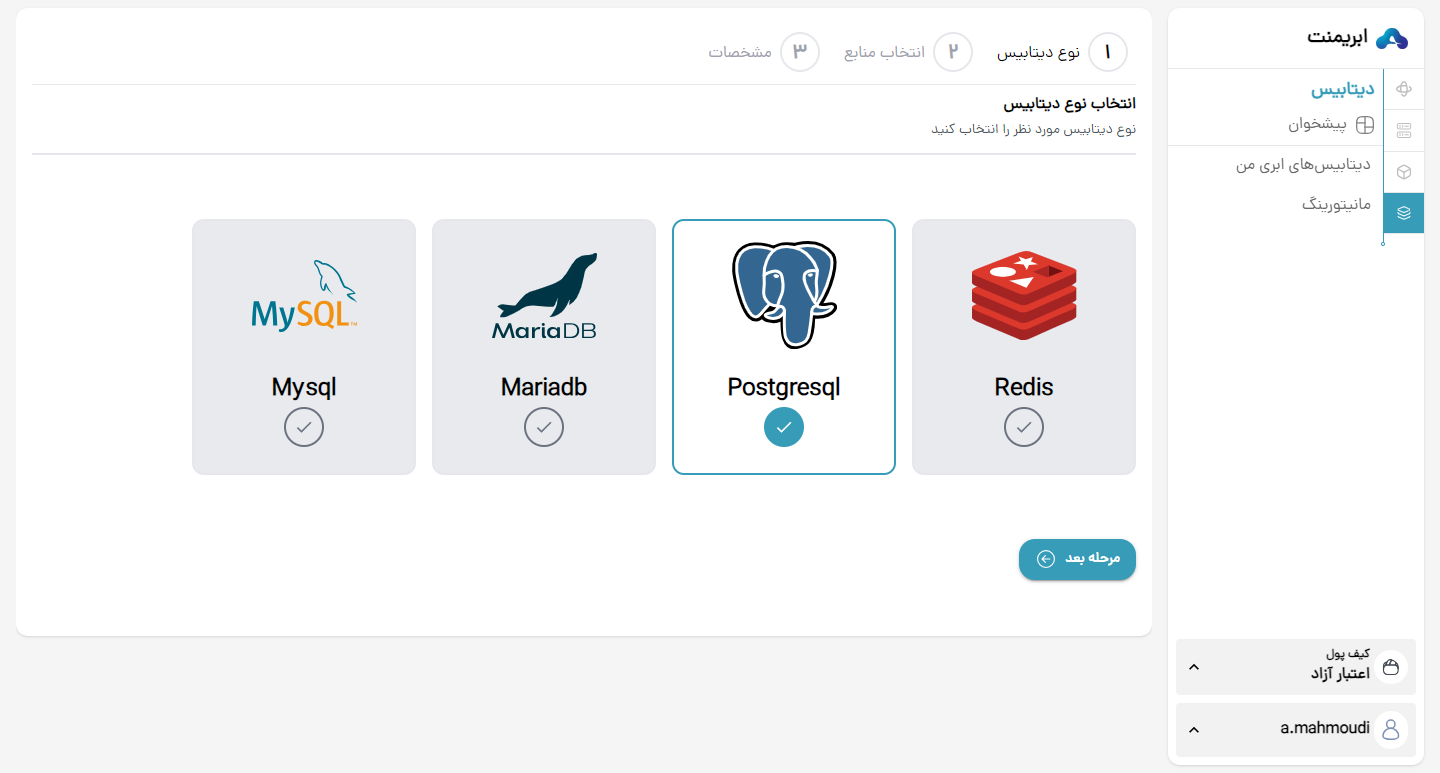 ابریمنت
دیتابیس
پیشخوان
دیتابیس‌های ابری من
مانیتورینگ
کیف پول
اعتبار آزاد
a.mahmoudi
۱ نوع دیتابیس ۲ انتخاب منابع ۳ مشخصات
انتخاب نوع دیتابیس
نوع دیتابیس مورد نظر را انتخاب کنید
MySQL™
MariaDB
Redis
Postgresql
Mariadb
Mysql
مرحله بعد